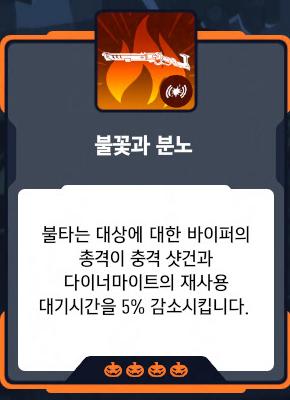 불꽃과 분노
불타는 대상에 대한 바이퍼의
총격이 충격 샷건과
다이너마이트의 재사용
대기시간을 5% 감소시킵니다.